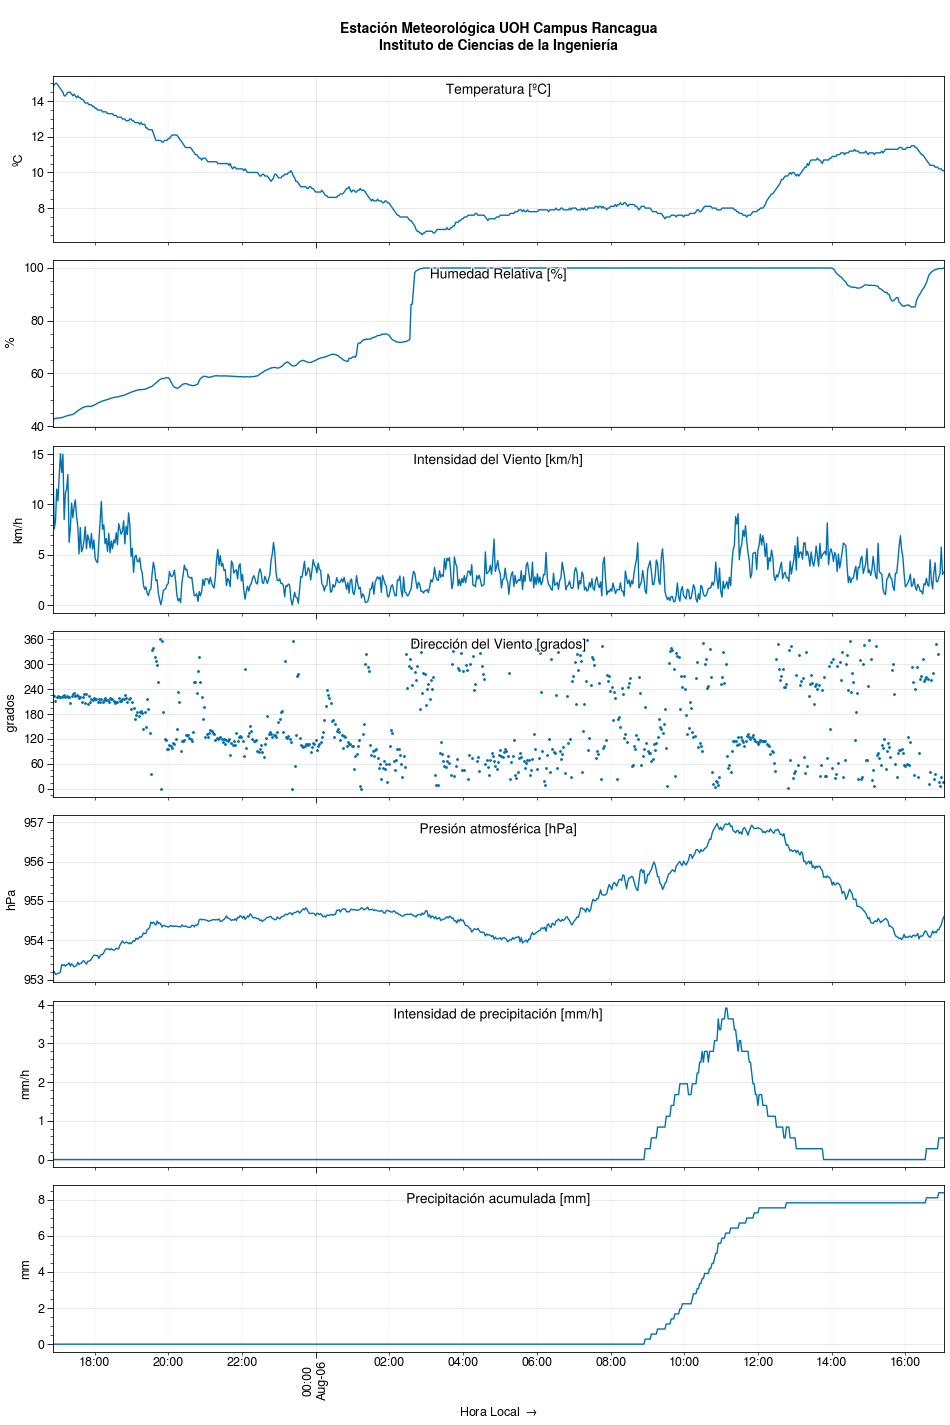 Estación Meteorológica UOH Campus Rancagua
Instituto de Ciencias de la Ingeniería
Temperatura [ºC]
ºC
14
12
10
8
Humedad Relativa [%]
%
100
80
60
40
Intensidad del Viento [km/h]
km/h
15
10
5
0
Dirección del Viento [grados]
grados
360
300
240
180
120
60
0
Presión atmosférica [hPa]
hPa
957
956
955
954
953
Intensidad de precipitación [mm/h]
mm/h
4
3
2
1
0
Precipitación acumulada [mm]
mm
8
6
4
2
0
18:00 20:00 22:00 00:00 02:00 04:00 06:00 08:00 10:00 12:00 14:00 16:00
Aug-06
Hora Local →